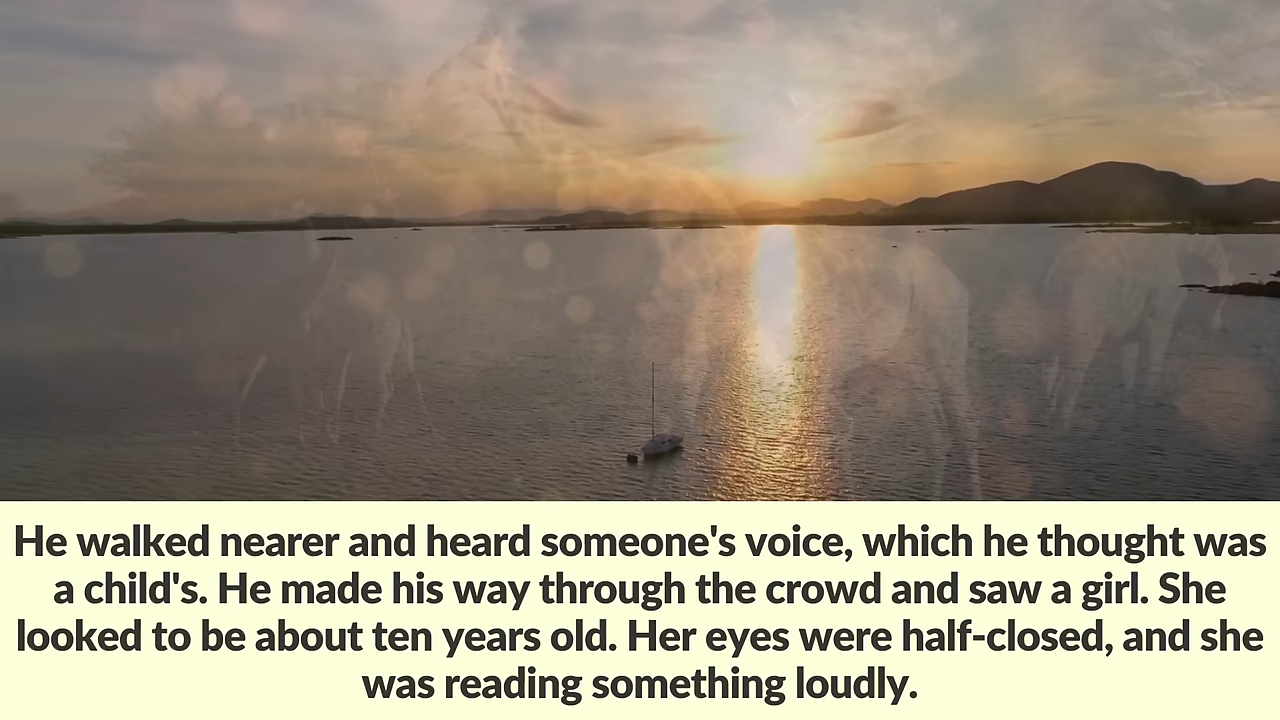 He walked nearer and heard someone's voice, which he thought was
a child's. He made his way through the crowd and saw a girl. She
looked to be about ten years old. Her eyes were half-closed, and she
was reading something loudly.